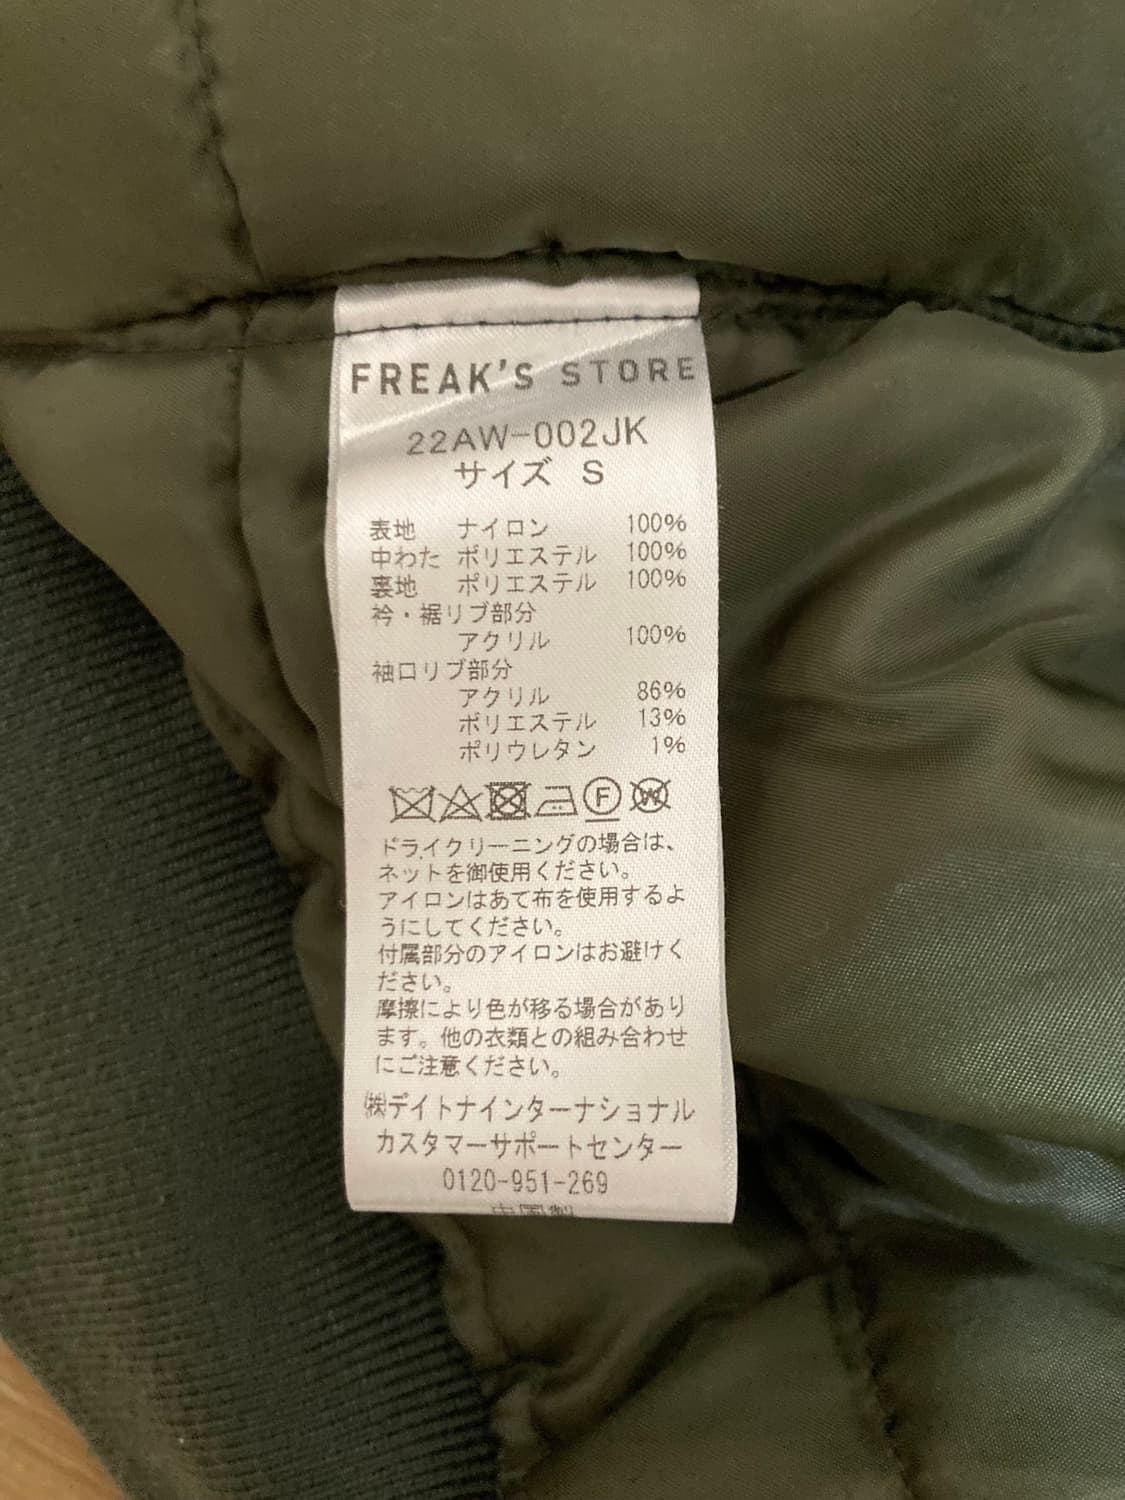 FREAK'S STORE
22AW-002JK
サイズ S
表地 ナイロン 100%
中わた ポリエステル 100%
裏地 ポリエステル 100%
衿・裾リブ部分
アクリル 100%
袖口リブ部分
アクリル 86%
ポリエステル 13%
ポリウレタン 1%
F W
ドライクリーニングの場合は、
ネットを御使用ください。
アイロンはあて布を使用するよ
うにしてください。
付属部分のアイロンはお避けく
ださい。
摩擦により色が移る場合があり
ます。他の衣類との組み合わせ
にご注意ください。
㈱デイトナインターナショナル
カスタマーサポートセンター
0120-951-269
中国製